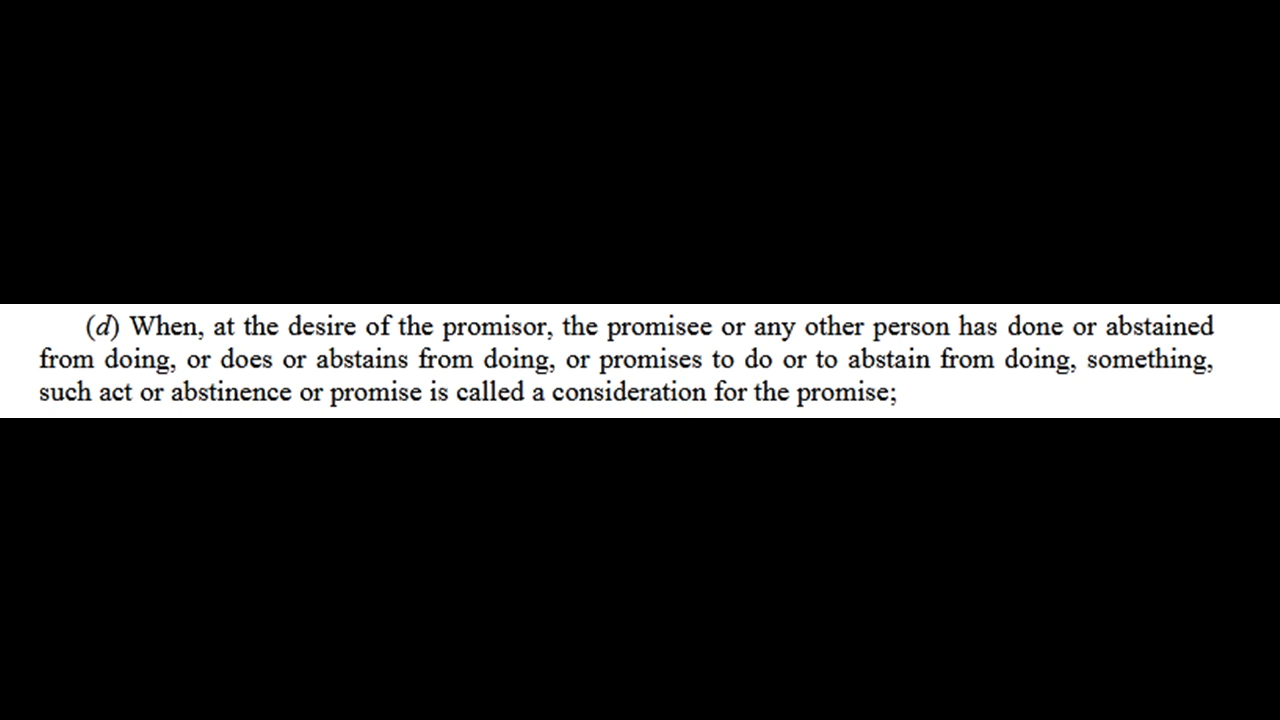 (d) When, at the desire of the promisor, the promisee or any other person has done or abstained
from doing, or does or abstains from doing, or promises to do or to abstain from doing, something,
such act or abstinence or promise is called a consideration for the promise;